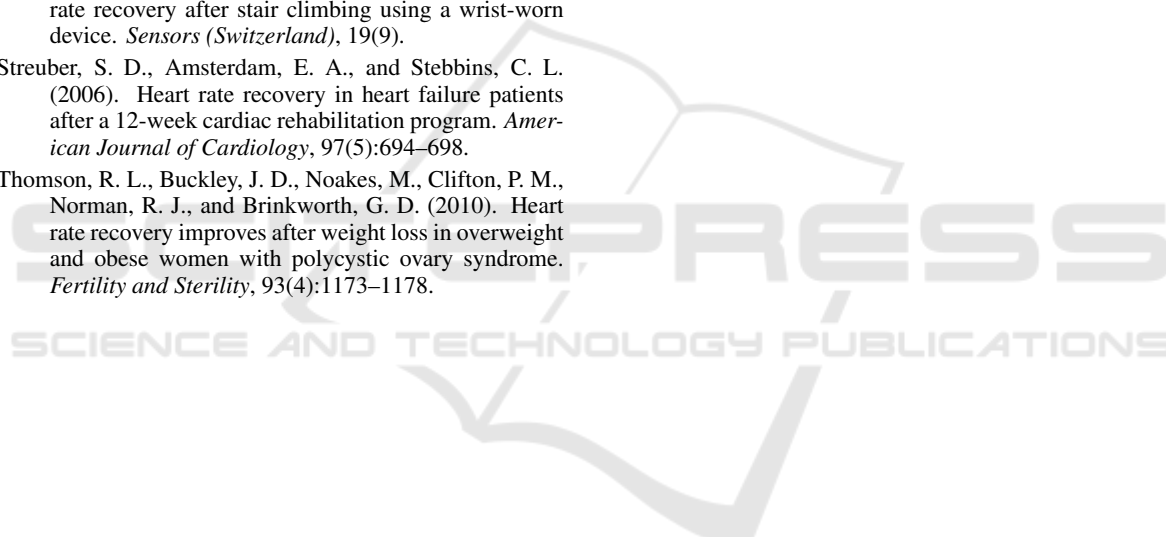 rate recovery after stair climbing using a wrist-worn
device. Sensors (Switzerland), 19(9).
Streuber, S. D., Amsterdam, E. A., and Stebbins, C. L.
(2006). Heart rate recovery in heart failure patients
after a 12-week cardiac rehabilitation program. Amer-
ican Journal of Cardiology, 97(5):694–698.
Thomson, R. L., Buckley, J. D., Noakes, M., Clifton, P. M.,
Norman, R. J., and Brinkworth, G. D. (2010). Heart
rate recovery improves after weight loss in overweight
and obese women with polycystic ovary syndrome.
Fertility and Sterility, 93(4):1173–1178.
SCITEPRESS
SCIENCE AND TECHNOLOGY PUBLICATIONS